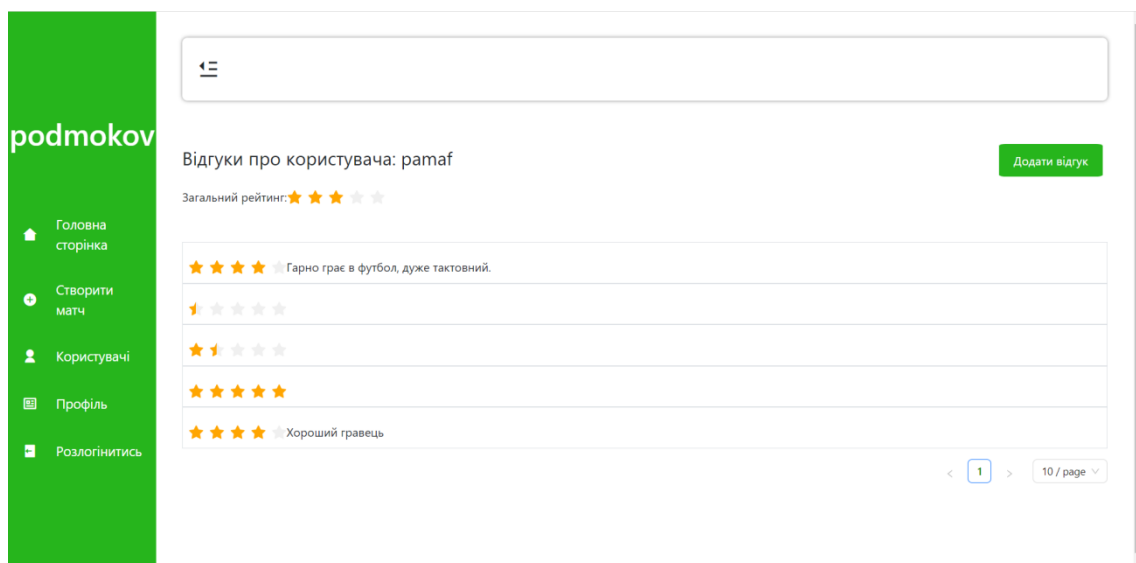 podmokov
Головна
сторінка
Створити
матч
Користувачі
Профіль
Розлогінитись
Відгуки про користувача: pamaf
Додати відгук
Загальний рейтинг:
Гарно грає в футбол, дуже тактовний.
Хороший гравець
< 1 > 10 / page